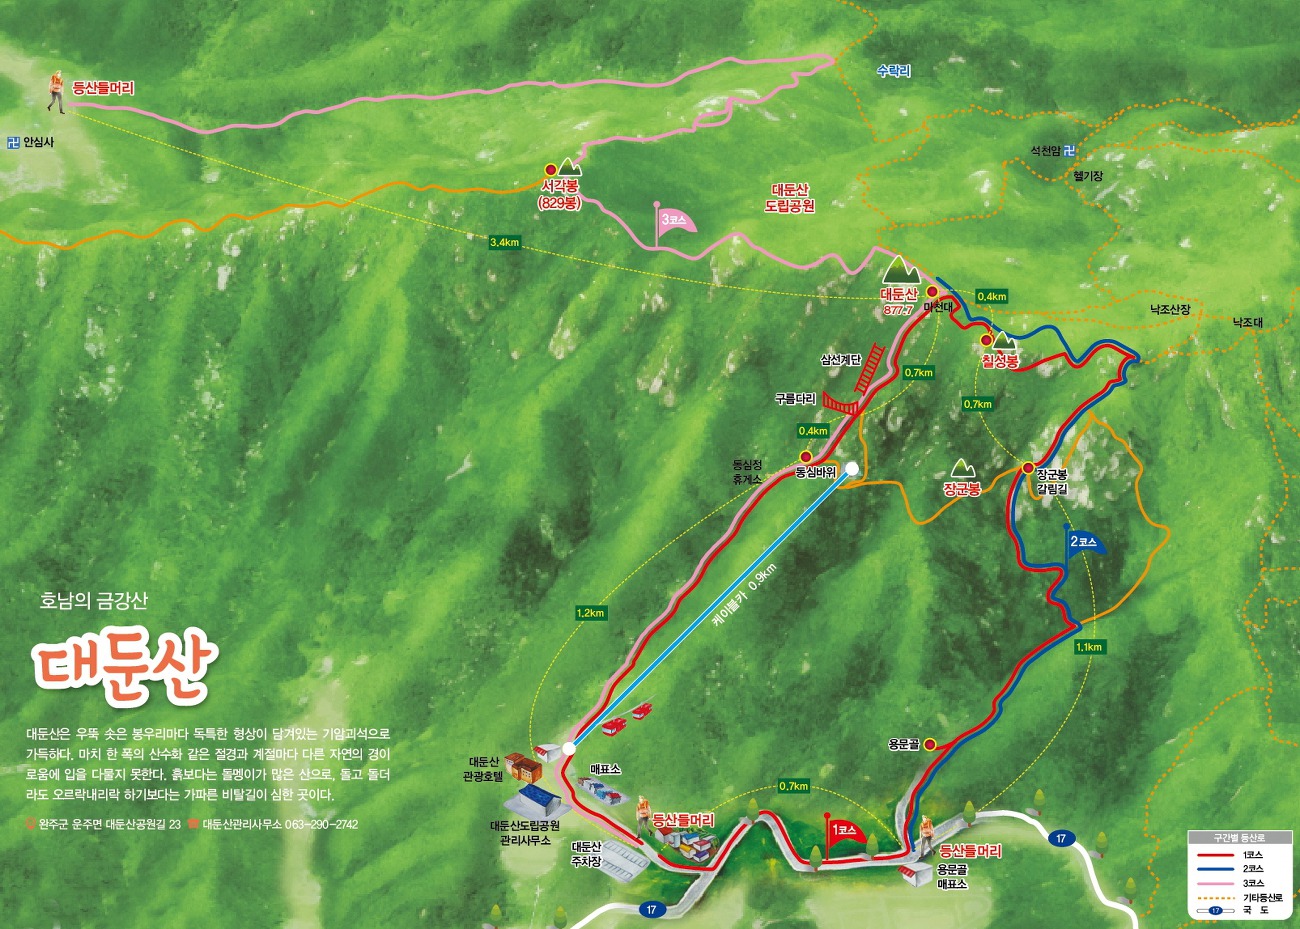 등산들머리
수락리
안심사
석천암
헬기장
서각봉
(829봉)
대둔산
도립공원
3코스
3.4km
대둔산
877.7
마천대
0.4km
낙조산장
낙조대
칠성봉
삼선계단
0.7km
구름다리
0.7km
0.4km
동심정
휴게소
동심바위
장군봉
장군봉
갈림길
2코스
케이블카 0.9km
1.2km
1.1km
호남의 금강산
대둔산
대둔산은 우뚝 솟은 봉우리마다 독특한 형상이 담겨있는 기암괴석으로
가득하다. 마치 한 폭의 산수화 같은 절경과 계절마다 다른 자연의 경이
로움에 입을 다물지 못한다. 흙보다는 돌멩이가 많은 산으로, 돌고 돌더
라도 오르락내리락 하기보다는 가파른 비탈길이 심한 곳이다.
완주군 운주면 대둔산공원길 23 대둔산관리사무소 063-290-2742
용문골
대둔산
관광호텔
매표소
0.7km
대둔산도립공원
관리사무소
등산들머리
1코스
대둔산
주차장
등산들머리
용문골
매표소
17
17
구간별 등산로
1코스
2코스
3코스
기타등산로
17 국 도